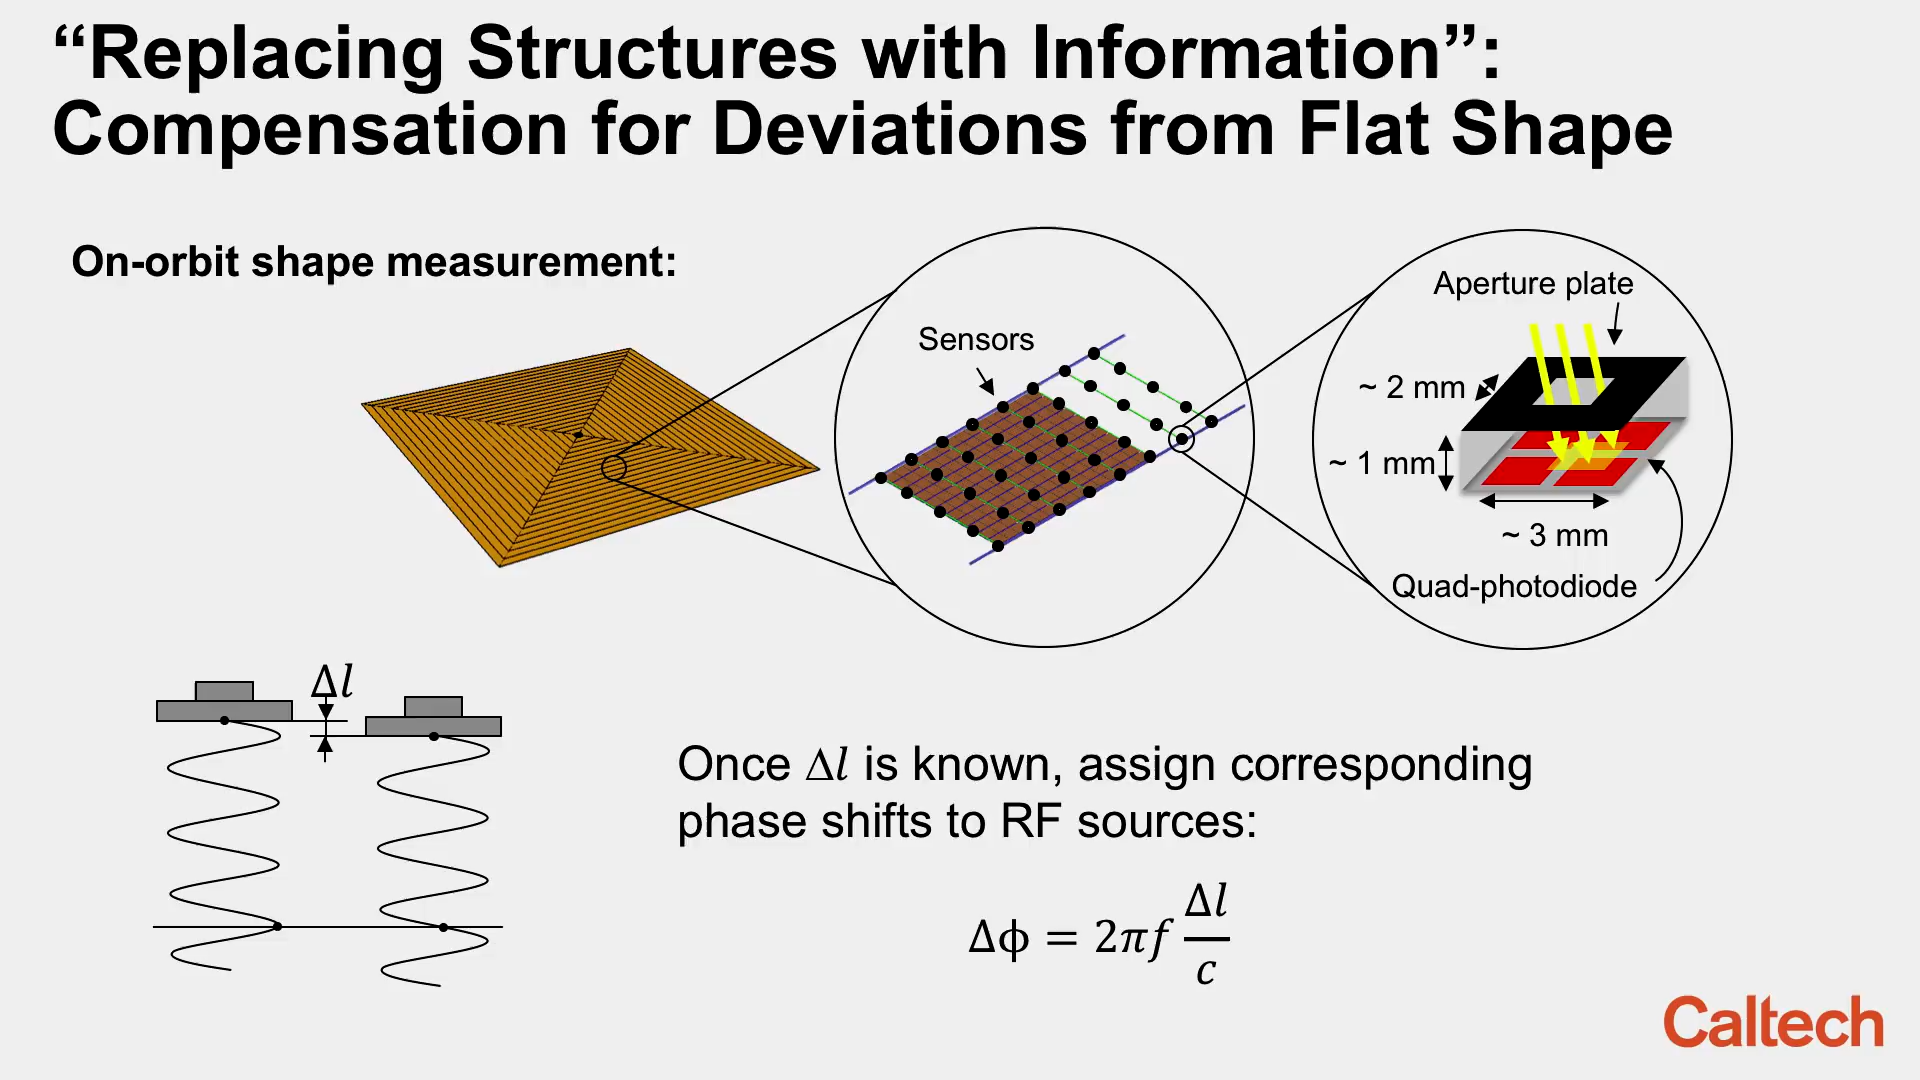 “Replacing Structures with Information”:
Compensation for Deviations from Flat Shape
On-orbit shape measurement:
Sensors
Aperture plate
~ 2 mm
~ 1 mm
~ 3 mm
Quad-photodiode
Δl
Once Δl is known, assign corresponding
phase shifts to RF sources:
Δϕ = 2πf Δl/c
Caltech